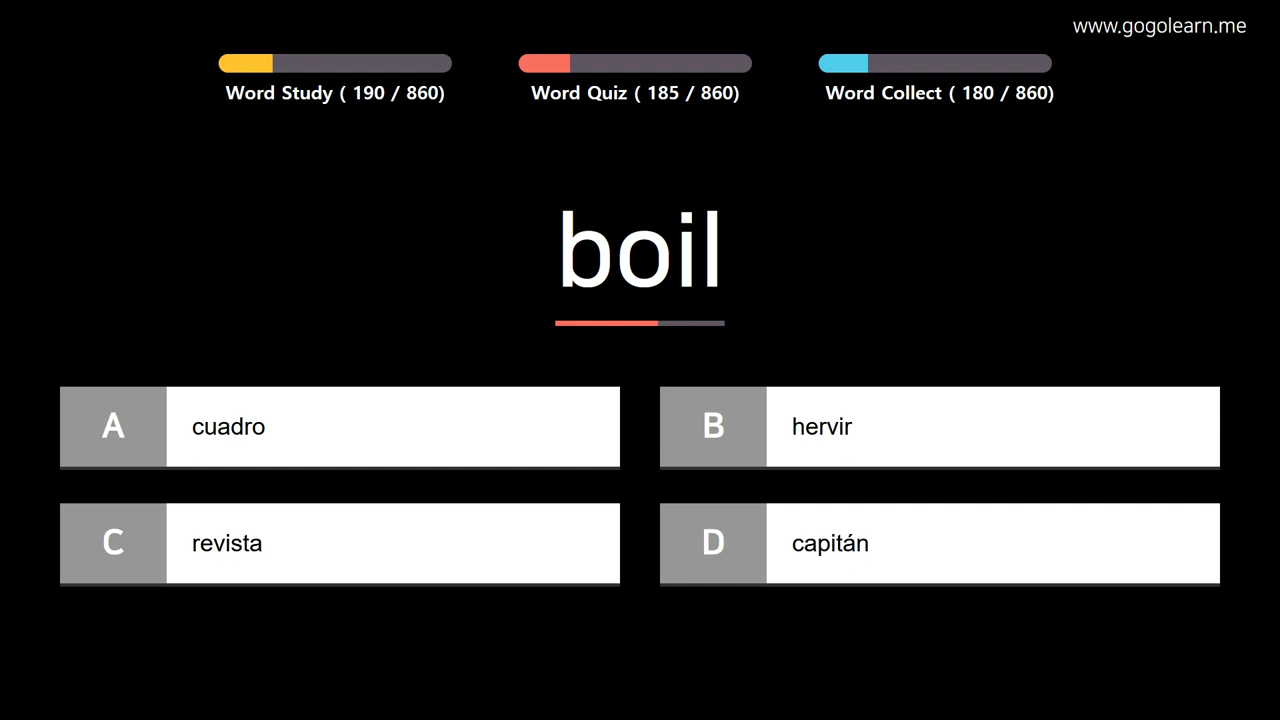 www.gogolearn.me
Word Study ( 190 / 860)
Word Quiz ( 185 / 860)
Word Collect ( 180 / 860)
boil
A cuadro
B hervir
C revista
D capitán